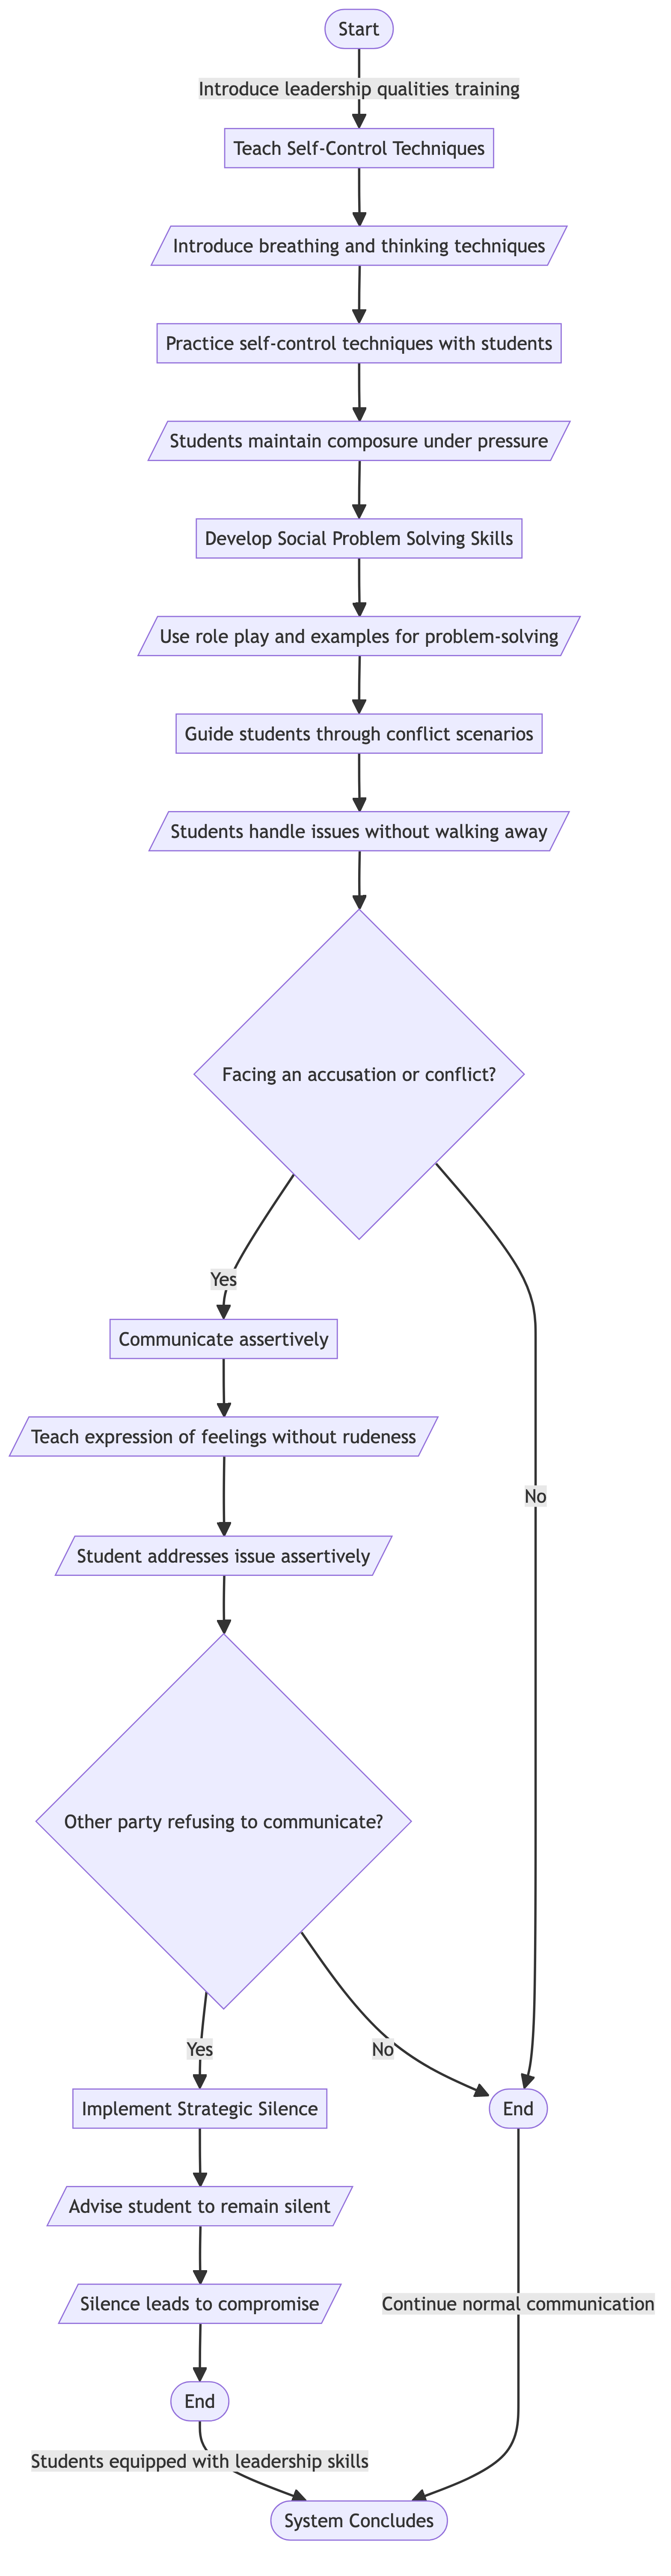 Start
Introduce leadership qualities training
Teach Self-Control Techniques
Introduce breathing and thinking techniques
Practice self-control techniques with students
Students maintain composure under pressure
Develop Social Problem Solving Skills
Use role play and examples for problem-solving
Guide students through conflict scenarios
Students handle issues without walking away
Facing an accusation or conflict?
Yes
Communicate assertively
Teach expression of feelings without rudeness
No
Student addresses issue assertively
Other party refusing to communicate?
Yes
No
Implement Strategic Silence
End
Advise student to remain silent
Silence leads to compromise
Continue normal communication
End
Students equipped with leadership skills
System Concludes